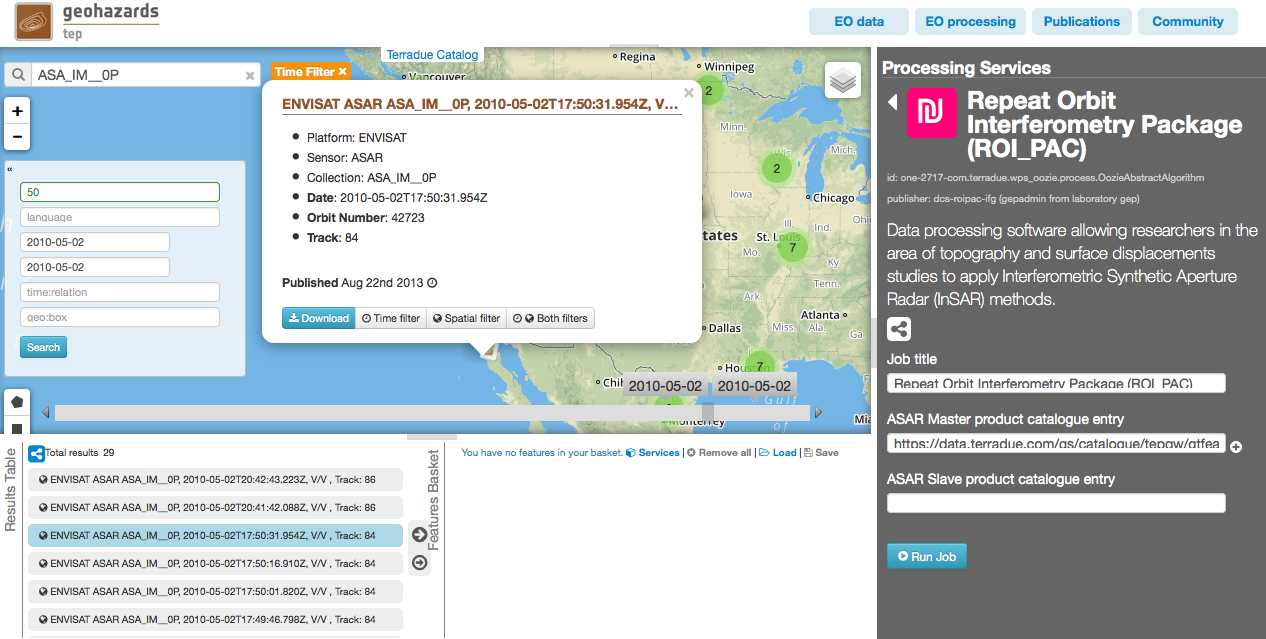 geohazards
tep
EO data
EO processing
Publications
Community
Terradue Catalog
ASA_IM__0P
Time Filter ×
Vancouver
Regina
Winnipeg
2
Minn.
Wis
Mich.
2
Iowa
Chicago
Ill.
Ind.
Ohio
tates
St. Louis
7
Mo.
Ky
Tenn.
Ark.
Atlanta
Dallas
Miss.
Ala.
Ga
Houston
7
Chi
Gulf
of
Monterrey
Mia
+
−
«
50
language
2010-05-02
2010-05-02
time:relation
geo:box
Search
ENVISAT ASAR ASA_IM__0P, 2010-05-02T17:50:31.954Z, V...
Platform: ENVISAT
Sensor: ASAR
Collection: ASA_IM__0P
Date: 2010-05-02T17:50:31.954Z
Orbit Number: 42723
Track: 84
Published Aug 22nd 2013
Download
Time filter
Spatial filter
Both filters
2010-05-02
2010-05-02
Results Table
Total results 29
ENVISAT ASAR ASA_IM__0P, 2010-05-02T20:42:43.223Z, V/V , Track: 86
ENVISAT ASAR ASA_IM__0P, 2010-05-02T20:41:42.088Z, V/V , Track: 86
ENVISAT ASAR ASA_IM__0P, 2010-05-02T17:50:31.954Z, V/V , Track: 84
ENVISAT ASAR ASA_IM__0P, 2010-05-02T17:50:16.910Z, V/V , Track: 84
ENVISAT ASAR ASA_IM__0P, 2010-05-02T17:50:01.820Z, V/V , Track: 84
ENVISAT ASAR ASA_IM__0P, 2010-05-02T17:49:46.798Z, V/V , Track: 84
Features Basket
You have no features in your basket. Services | Remove all | Load | Save
Processing Services
Repeat Orbit
Interferometry Package
(ROI_PAC)
id: one-2717-com.terradue.wps_oozie.process.OozieAbstractAlgorithm
publisher: dcs-roipac-ifg (gepadmin from laboratory gep)
Data processing software allowing researchers in the
area of topography and surface displacements
studies to apply Interferometric Synthetic Aperture
Radar (InSAR) methods.
Job title
Repeat Orbit Interferometry Package (ROI_PAC)
ASAR Master product catalogue entry
https://data.terradue.com/gs/catalogue/tepqw/gtfea
ASAR Slave product catalogue entry
Run Job